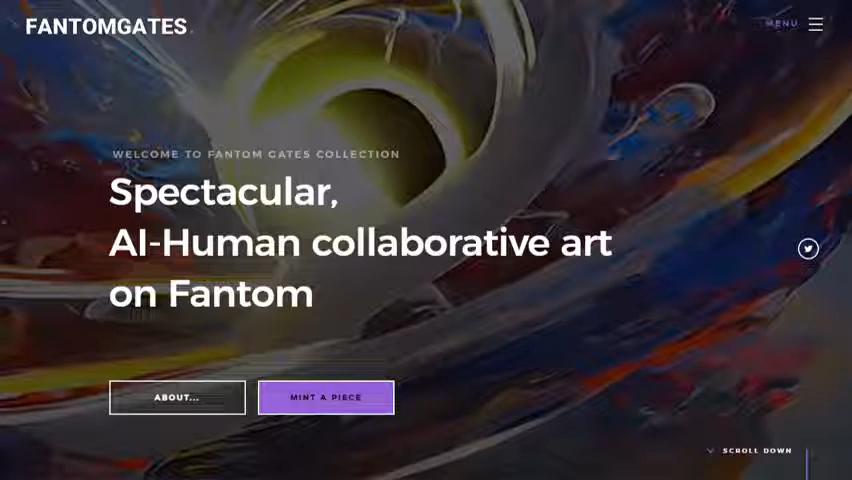 FANTOMGATES
MENU
WELCOME TO FANTOM GATES COLLECTION
Spectacular,
AI-Human collaborative art
on Fantom
ABOUT...
MINT A PIECE
SCROLL DOWN